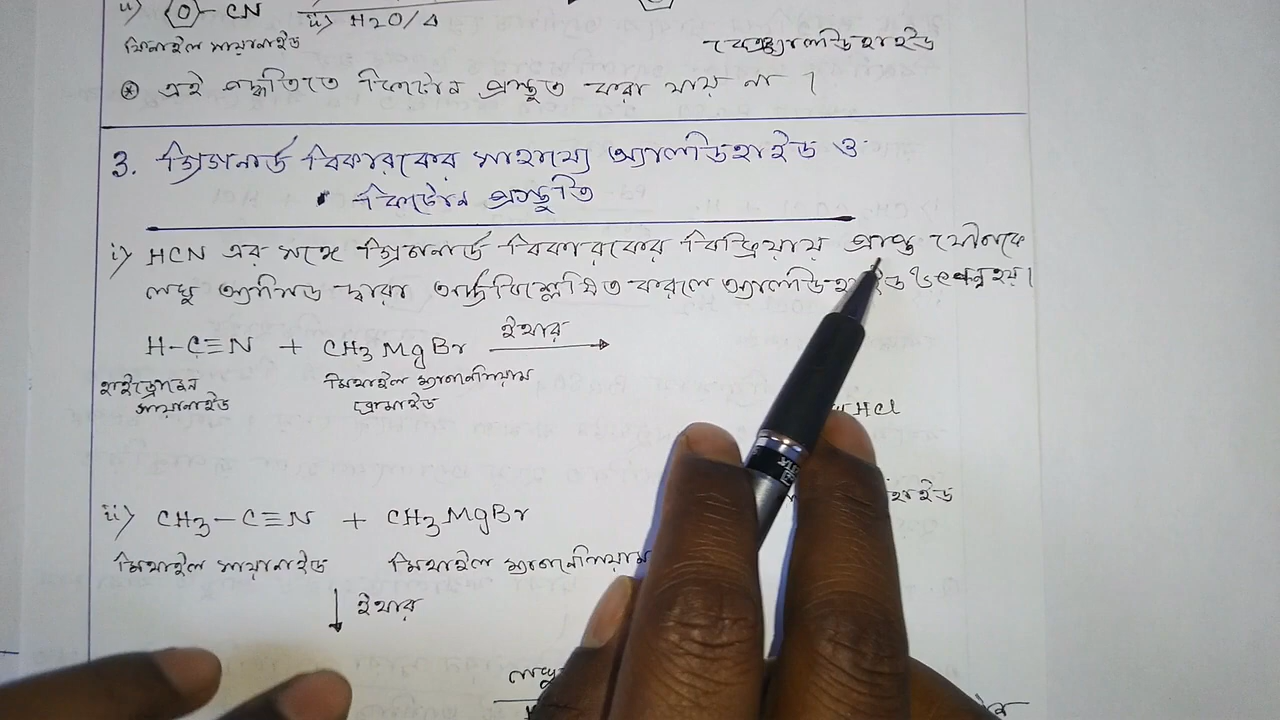 ii) CN ii) H2O/Δ
ফিনাইল সায়ানাইড বেঞ্জালডিহাইড
⊛ এই পদ্ধতিতে কিটোন প্রস্তুত করা যায় না ।
3. গ্রিগনার্ড বিকারকের সাহায্যে অ্যালডিহাইড ও
কিটোন প্রস্তুতি
i) HCN এর সঙ্গে গ্রিগনার্ড বিকারকের বিক্রিয়ায় প্রাপ্ত যৌগকে
লঘু অ্যাসিড দ্বারা আর্দ্রবিশ্লেষিত করলে অ্যালডিহাইড উৎপন্ন হয়।
H-C≡N + CH3MgBr ইথার
হাইড্রোজেন মিথাইল ম্যাগনেশিয়াম
সায়ানাইড ব্রোমাইড
HCl
হাইড
ii) CH3-C≡N + CH3MgBr
মিথাইল সায়ানাইড মিথাইল ম্যাগনেশিয়াম
ইথার
লঘু